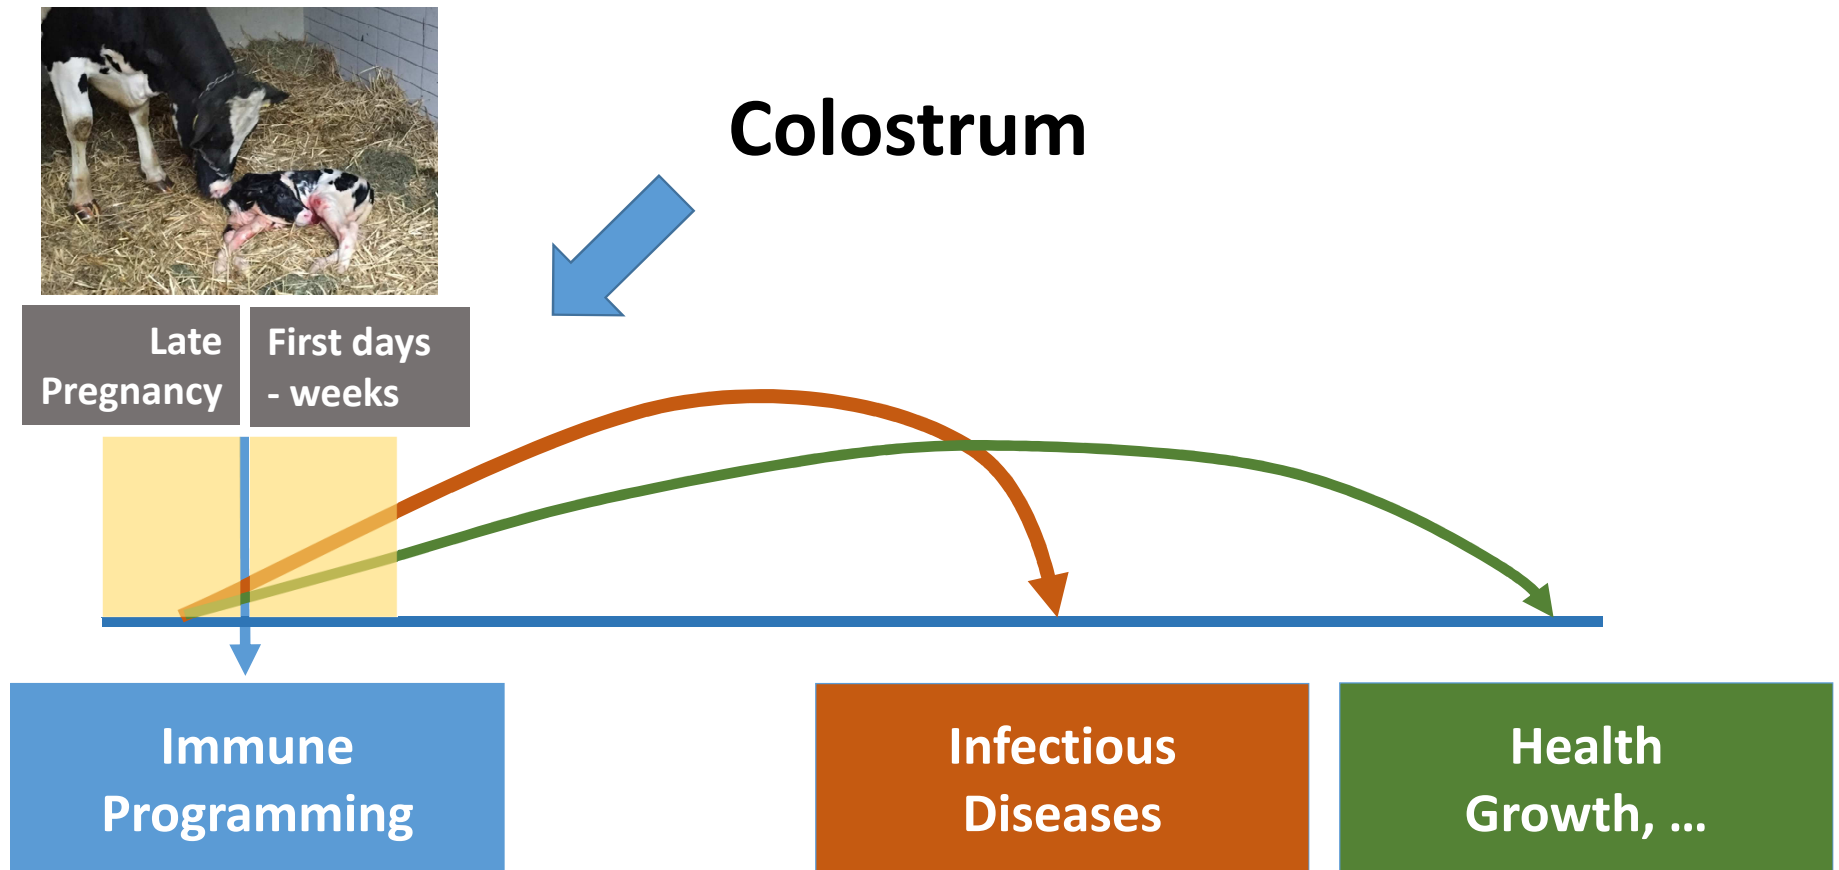 Colostrum
Late
Pregnancy
First days
- weeks
Immune
Programming
Infectious
Diseases
Health
Growth, ...